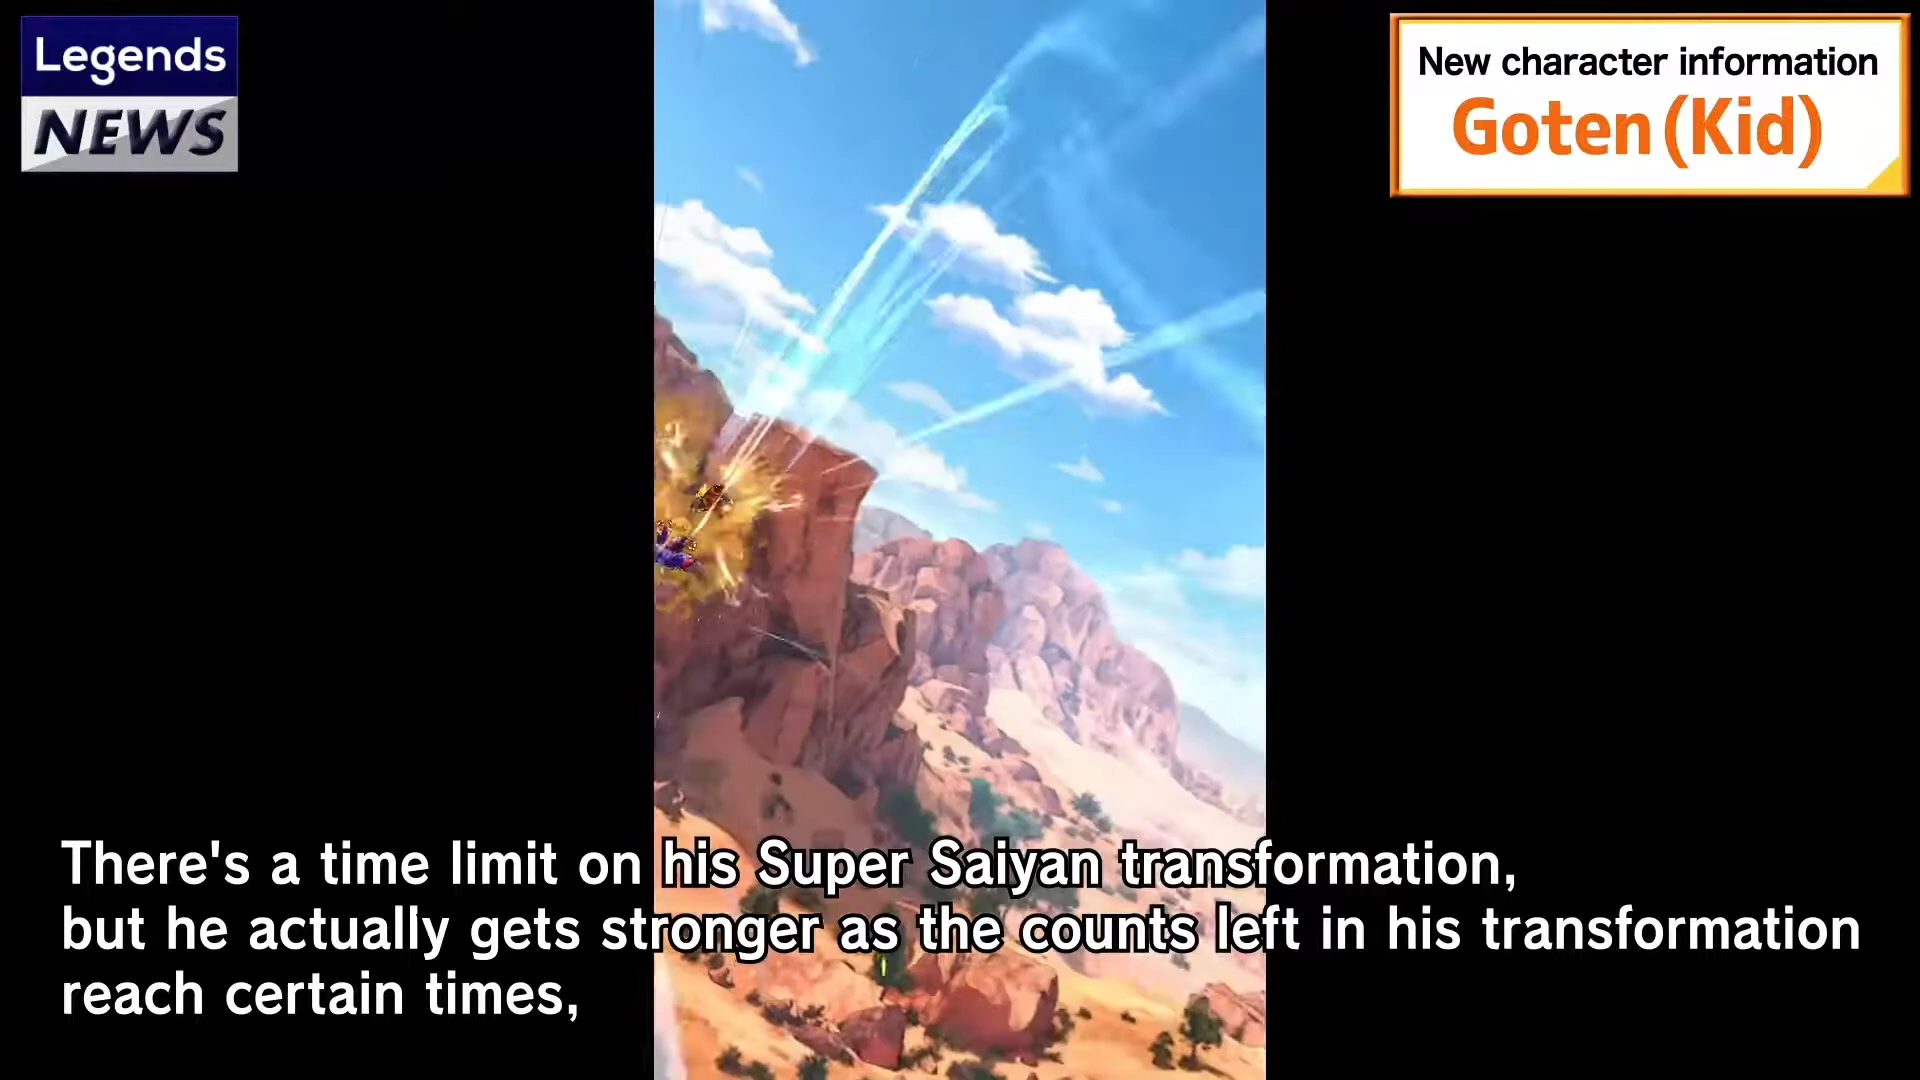 Legends
NEWS
New character information
Goten (Kid)
There's a time limit on his Super Saiyan transformation,
but he actually gets stronger as the counts left in his transformation
reach certain times,